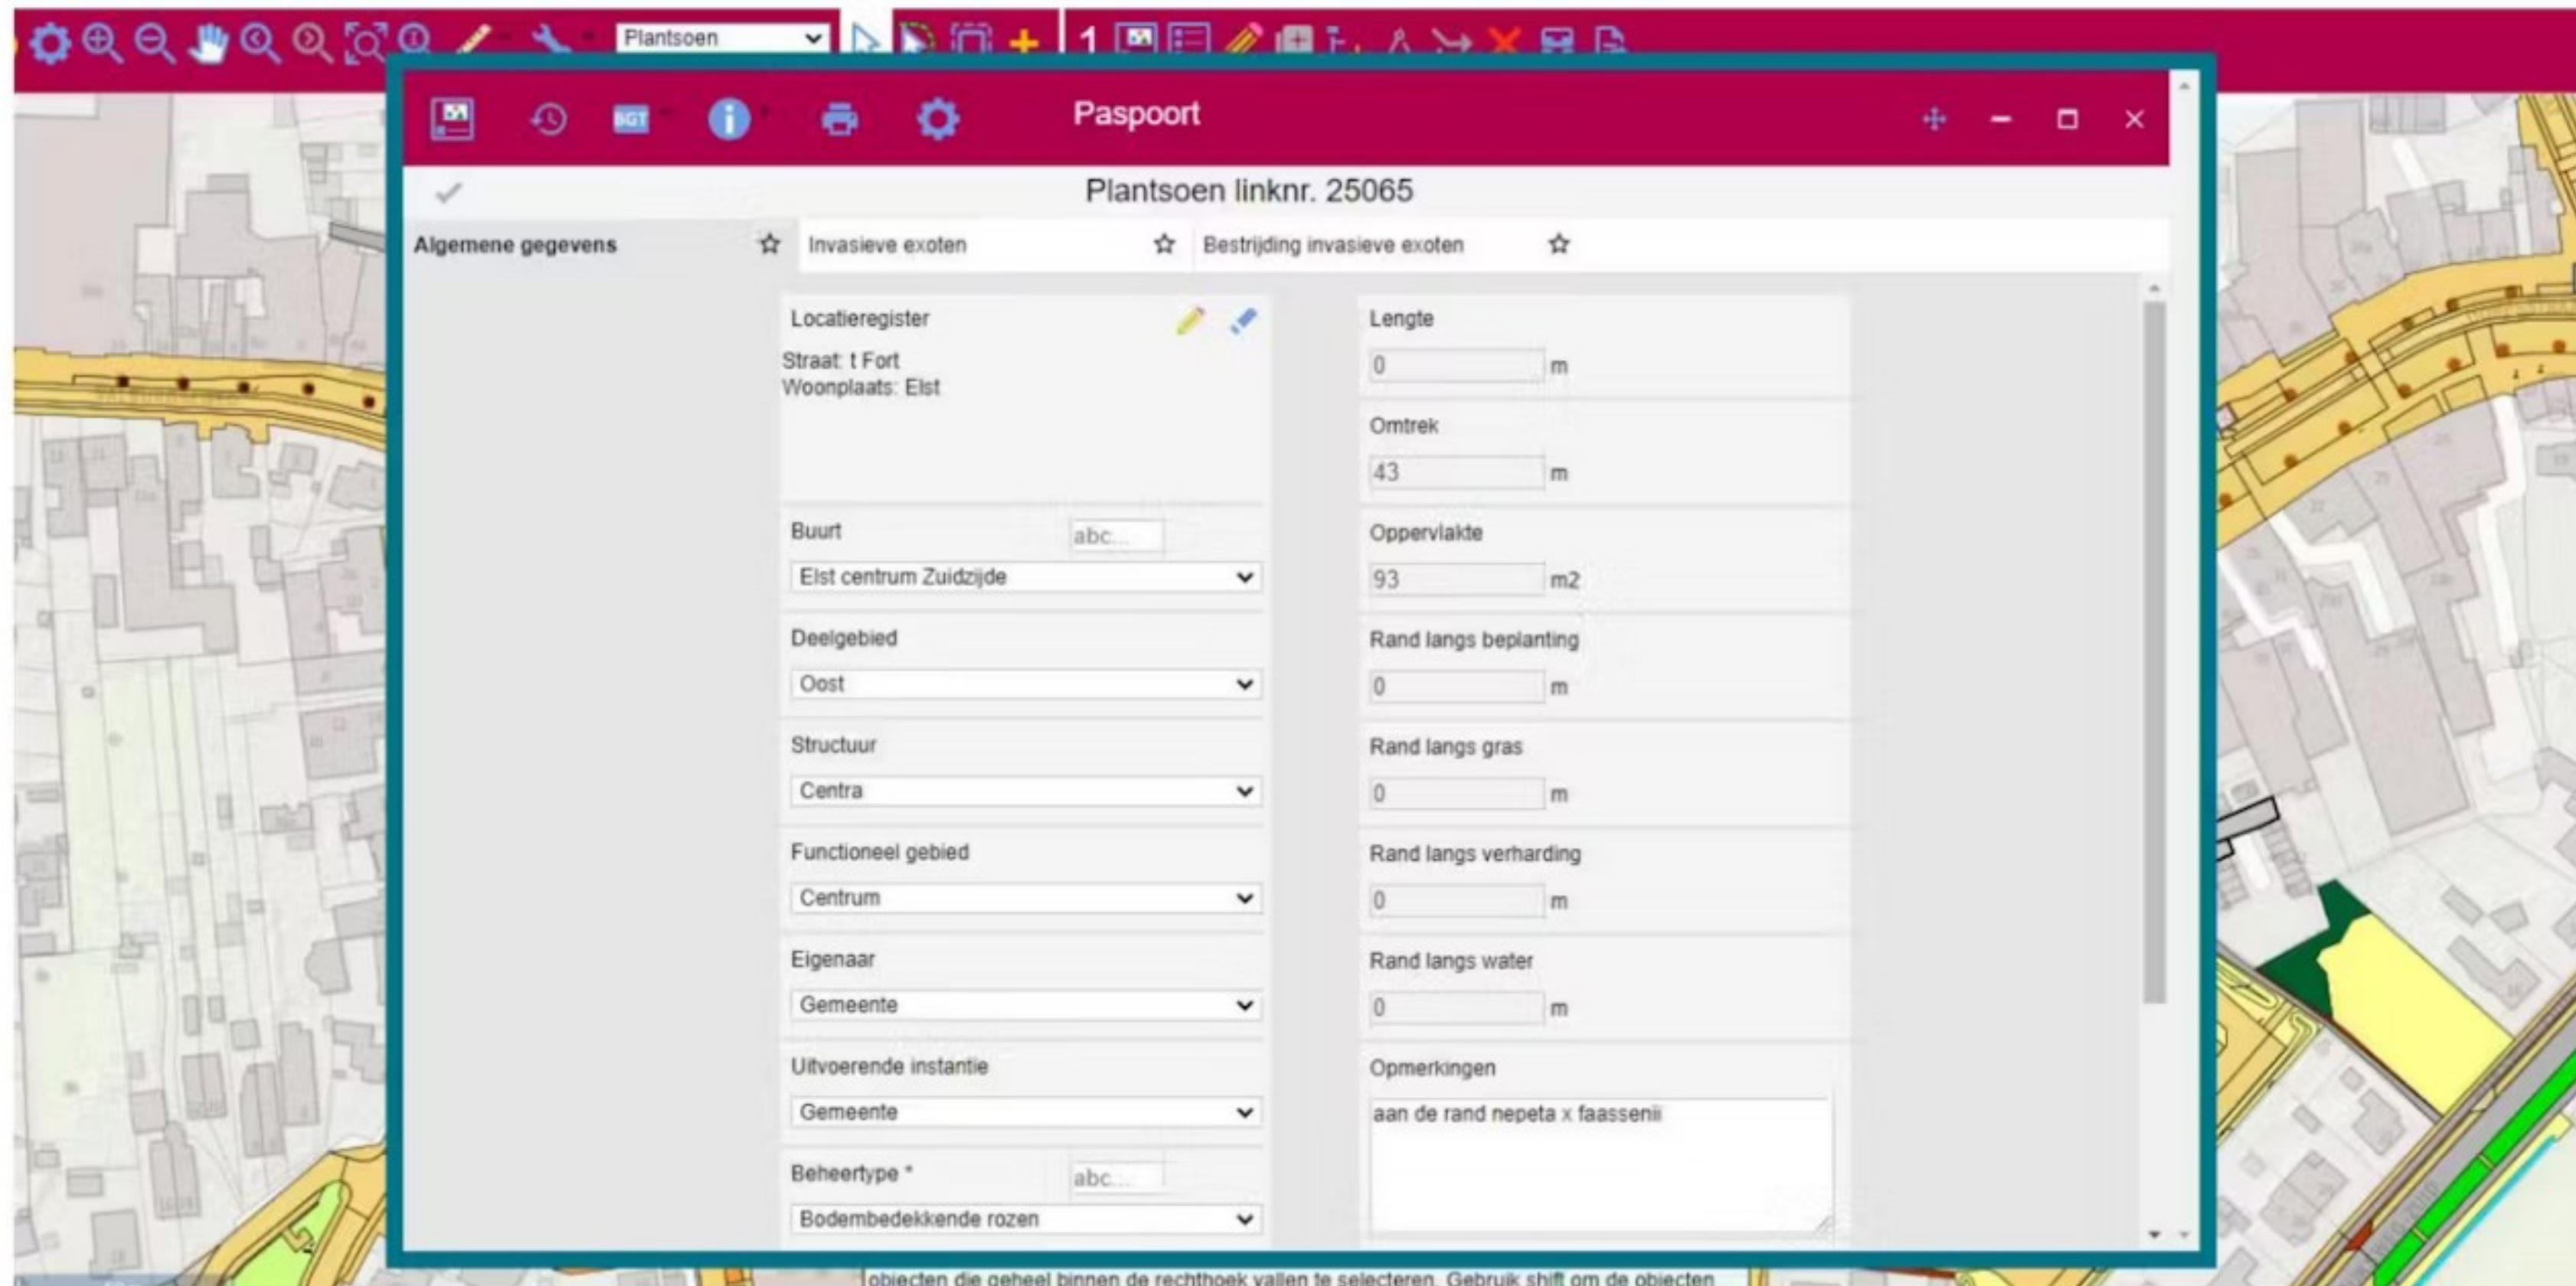 Plantsoen
1
BGT
Paspoort
Plantsoen linknr. 25065
Algemene gegevens
Invasieve exoten
Bestrijding invasieve exoten
Locatieregister
Straat: t Fort
Woonplaats: Elst
Buurt
abc...
Elst centrum Zuidzijde
Deelgebied
Oost
Structuur
Centra
Functioneel gebied
Centrum
Eigenaar
Gemeente
Uitvoerende instantie
Gemeente
Beheertype *
abc...
Bodembedekkende rozen
Lengte
0 m
Omtrek
43 m
Oppervlakte
93 m2
Rand langs beplanting
0 m
Rand langs gras
0 m
Rand langs verharding
0 m
Rand langs water
0 m
Opmerkingen
aan de rand nepeta x faassenii
objecten die geheel binnen de rechthoek vallen te selecteren. Gebruik shift om de objecten